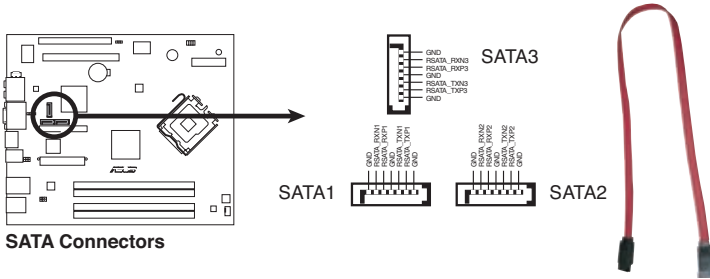 GND
RSATA_RXN3
RSATA_RXP3
GND
RSATA_TXN3
RSATA_TXP3
GND
SATA3
SATA1
GND
RSATA_RXN1
RSATA_RXP1
GND
RSATA_TXN1
RSATA_TXP1
GND
GND
RSATA_RXN2
RSATA_RXP2
GND
RSATA_TXN2
RSATA_TXP2
GND
SATA2
ASUS
SATA Connectors